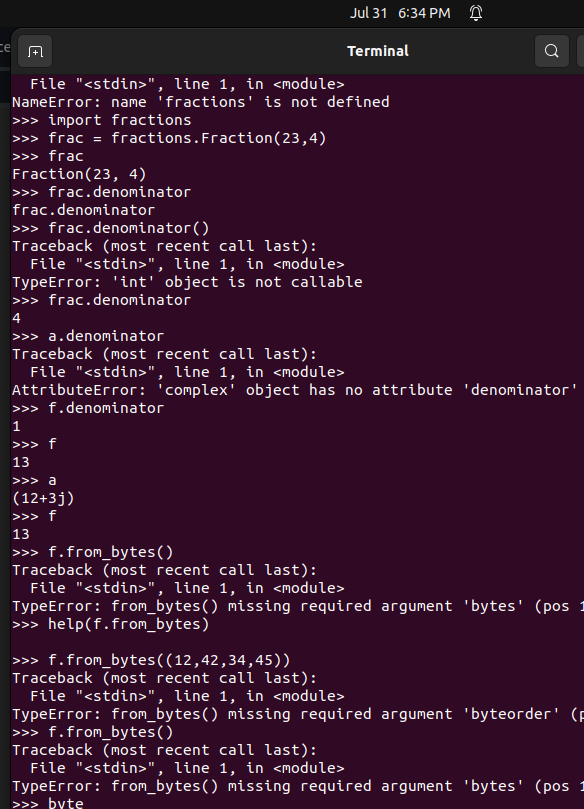 Jul 31 6:34 PM
Terminal
File "<stdin>", line 1, in <module>
NameError: name 'fractions' is not defined
>>> import fractions
>>> frac = fractions.Fraction(23,4)
>>> frac
Fraction(23, 4)
>>> frac.denominator
frac.denominator
>>> frac.denominator()
Traceback (most recent call last):
  File "<stdin>", line 1, in <module>
TypeError: 'int' object is not callable
>>> frac.denominator
4
>>> a.denominator
Traceback (most recent call last):
  File "<stdin>", line 1, in <module>
AttributeError: 'complex' object has no attribute 'denominator'
>>> f.denominator
1
>>> f
13
>>> a
(12+3j)
>>> f
13
>>> f.from_bytes()
Traceback (most recent call last):
  File "<stdin>", line 1, in <module>
TypeError: from_bytes() missing required argument 'bytes' (pos 1
>>> help(f.from_bytes)
>>> f.from_bytes((12,42,34,45))
Traceback (most recent call last):
  File "<stdin>", line 1, in <module>
TypeError: from_bytes() missing required argument 'byteorder' (p
>>> f.from_bytes()
Traceback (most recent call last):
  File "<stdin>", line 1, in <module>
TypeError: from_bytes() missing required argument 'bytes' (pos 1
>>> byte